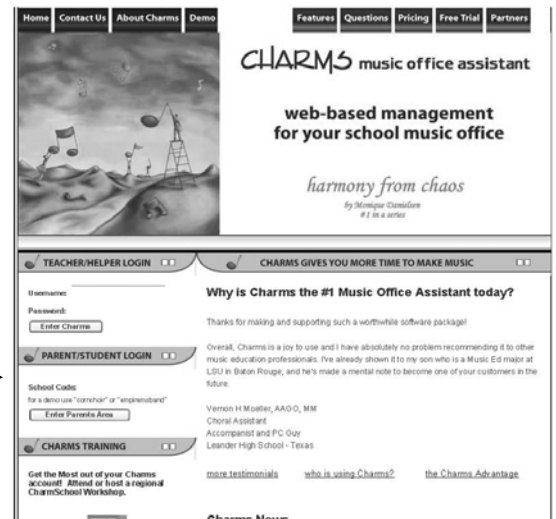 Home Contact Us About Charms Demo Features Questions Pricing Free Trial Partners
CHARMS music office assistant
web-based management
for your school music office
harmony from chaos
by Monique Danielsen
#1 in a series
TEACHER/HELPER LOGIN
Username:
Password:
Enter Charms
PARENT/STUDENT LOGIN
School Code:
for a demo use "cornchoir" or "empireband"
Enter Parents Area
CHARMS TRAINING
Get the Most out of your Charms
account! Attend or host a regional
CharmSchool Workshop.
CHARMS GIVES YOU MORE TIME TO MAKE MUSIC
Why is Charms the #1 Music Office Assistant today?
Thanks for making and supporting such a worthwhile software package!
Overall, Charms is a joy to use and I have absolutely no problem recommending it to other
music education professionals. I've already shown it to my son who is a Music Ed major at
LSU in Baton Rouge, and he's made a mental note to become one of your customers in the
future.
Vernon H Moeller, AAGO, MM
Choral Assistant
Accompanist and PC Guy
Leander High School - Texas
more testimonials who is using Charms? the Charms Advantage
Charms News